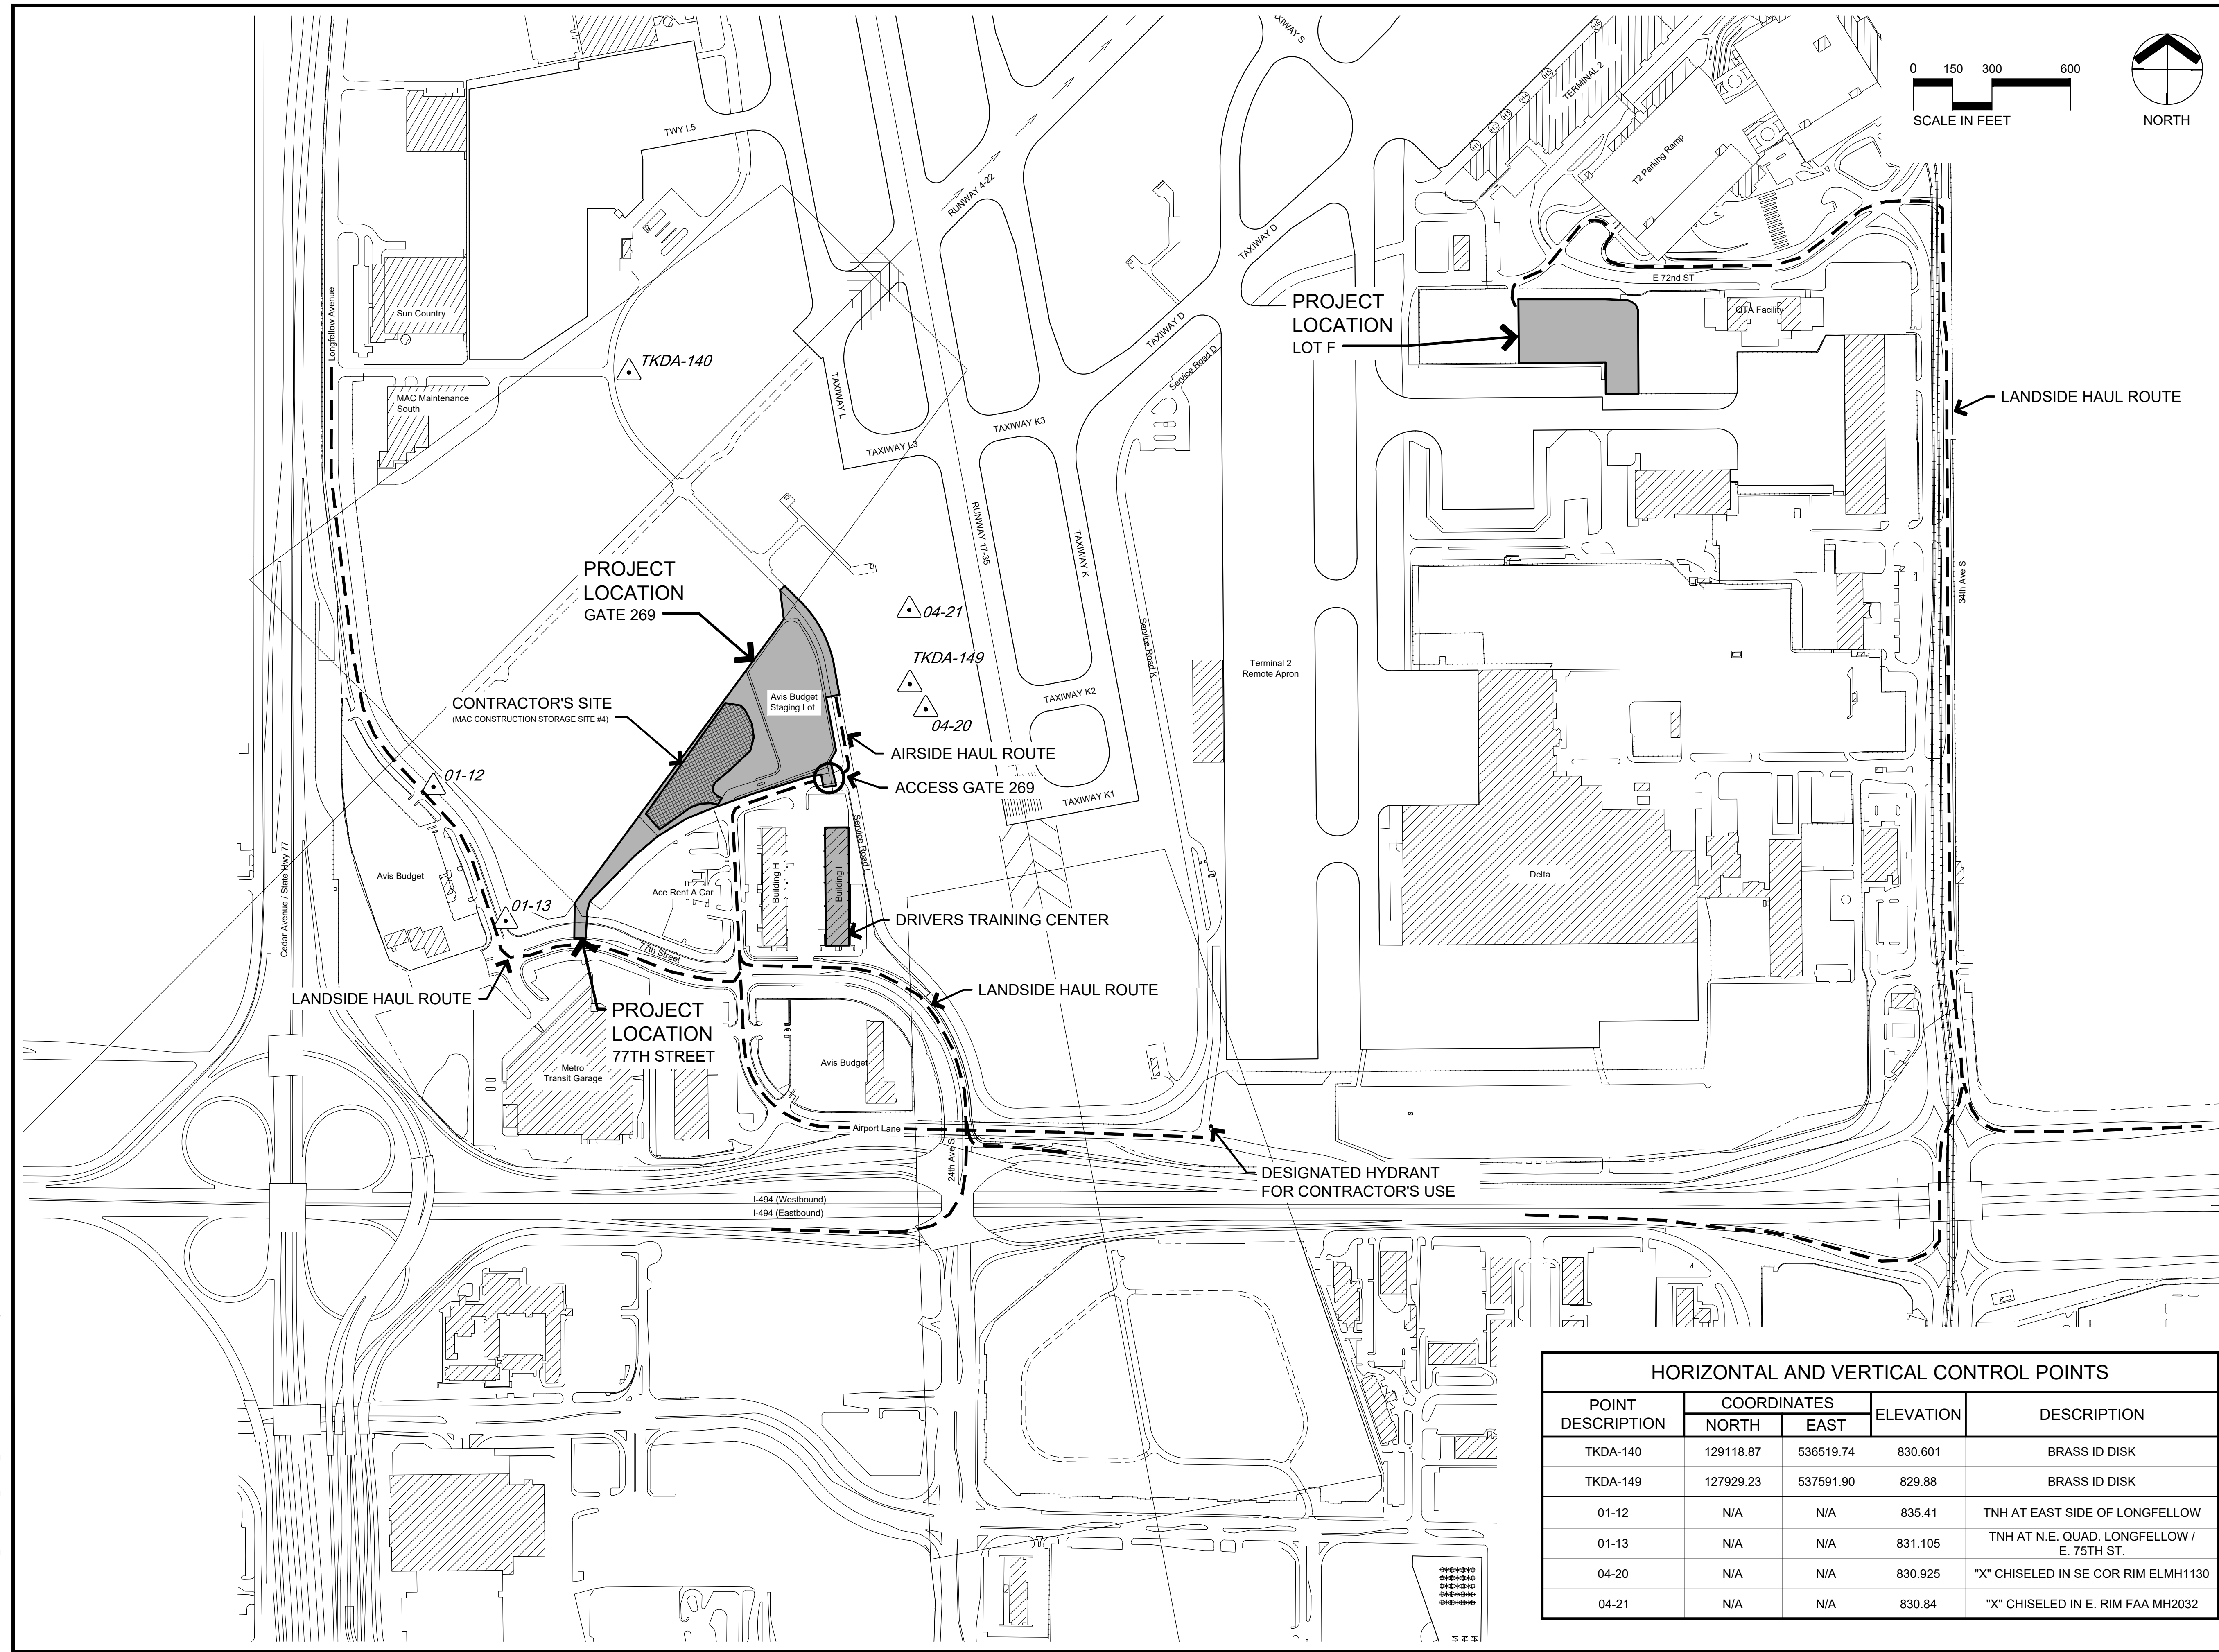 0 150 300 600
SCALE IN FEET
NORTH
TAXIWAY S
H6
H5
H4
H3
H2
H1
TERMINAL 2
T2 Parking Ramp
TWY L5
RUNWAY 4-22
TAXIWAY D
E 72nd ST
PROJECT
LOCATION
LOT F
QTA Facility
Sun Country
Longfellow Avenue
TKDA-140
TAXIWAY D
Service Road D
MAC Maintenance
South
TAXIWAY L
TAXIWAY L3
TAXIWAY K3
LANDSIDE HAUL ROUTE
RUNWAY 17-35
TAXIWAY K
34th Ave S
PROJECT
LOCATION
GATE 269
04-21
Service Road K
TKDA-149
Terminal 2
Remote Apron
CONTRACTOR'S SITE
(MAC CONSTRUCTION STORAGE SITE #4)
Avis Budget
Staging Lot
04-20
TAXIWAY K2
AIRSIDE HAUL ROUTE
01-12
ACCESS GATE 269
TAXIWAY K1
Cedar Avenue / State Hwy 77
Avis Budget
Service Road L
Ace Rent A Car
Building H
Building I
Delta
01-13
DRIVERS TRAINING CENTER
77th Street
LANDSIDE HAUL ROUTE
LANDSIDE HAUL ROUTE
PROJECT
LOCATION
77TH STREET
Metro
Transit Garage
Avis Budget
Airport Lane
24th Ave S
DESIGNATED HYDRANT
FOR CONTRACTOR'S USE
I-494 (Westbound)
I-494 (Eastbound)
HORIZONTAL AND VERTICAL CONTROL POINTS
POINT DESCRIPTION COORDINATES ELEVATION DESCRIPTION
NORTH EAST
TKDA-140 129118.87 536519.74 830.601 BRASS ID DISK
TKDA-149 127929.23 537591.90 829.88 BRASS ID DISK
01-12 N/A N/A 835.41 TNH AT EAST SIDE OF LONGFELLOW
01-13 N/A N/A 831.105 TNH AT N.E. QUAD. LONGFELLOW /
E. 75TH ST.
04-20 N/A N/A 830.925 "X" CHISELED IN SE COR RIM ELMH1130
04-21 N/A N/A 830.84 "X" CHISELED IN E. RIM FAA MH2032